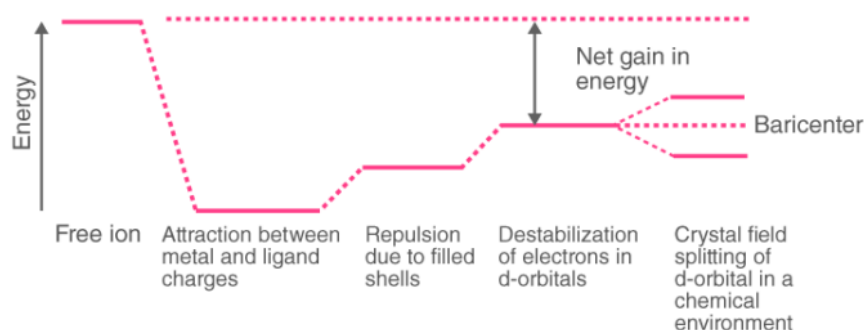 Energy
Net gain in
energy
Baricenter
Free ion
Attraction between
metal and ligand
charges
Repulsion
due to filled
shells
Destabilization
of electrons in
d-orbitals
Crystal field
splitting of
d-orbital in a
chemical
environment